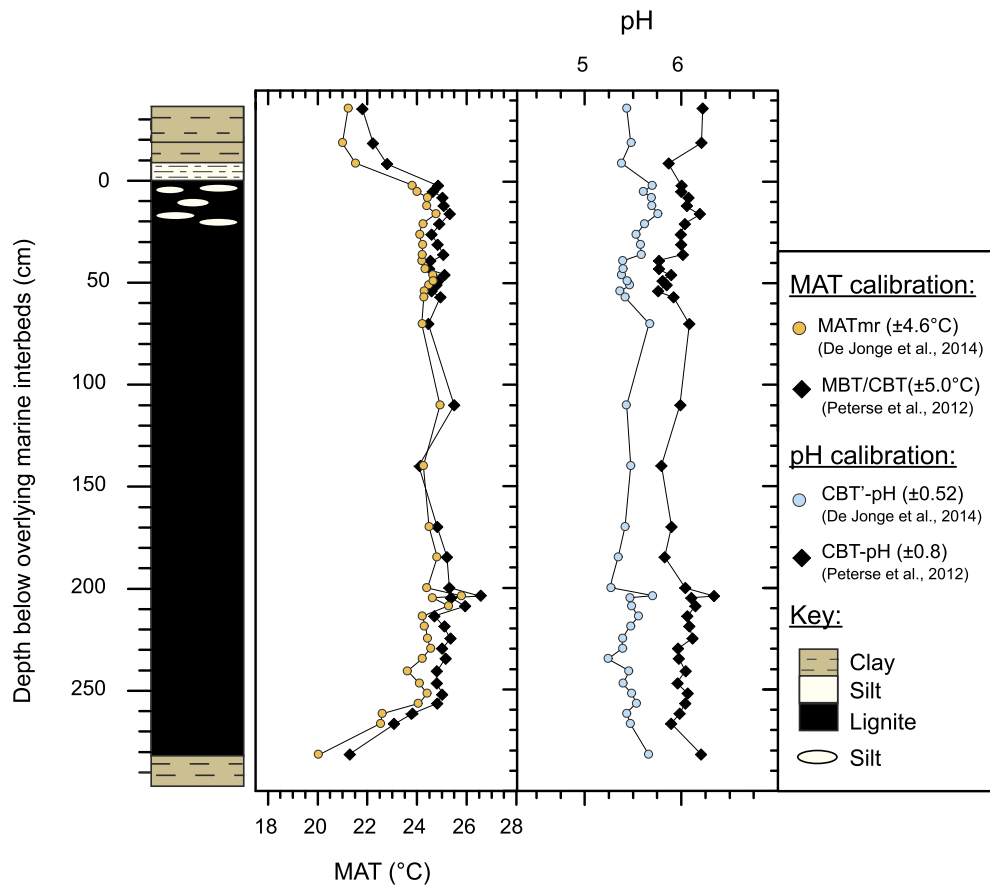 pH
5 6
0
50
100
150
200
250
Depth below overlying marine interbeds (cm)
18 20 22 24 26 28
MAT (°C)
MAT calibration:
MATmr (±4.6°C)
(De Jonge et al., 2014)
MBT/CBT(±5.0°C)
(Peterse et al., 2012)
pH calibration:
CBT’-pH (±0.52)
(De Jonge et al., 2014)
CBT-pH (±0.8)
(Peterse et al., 2012)
Key:
Clay
Silt
Lignite
Silt